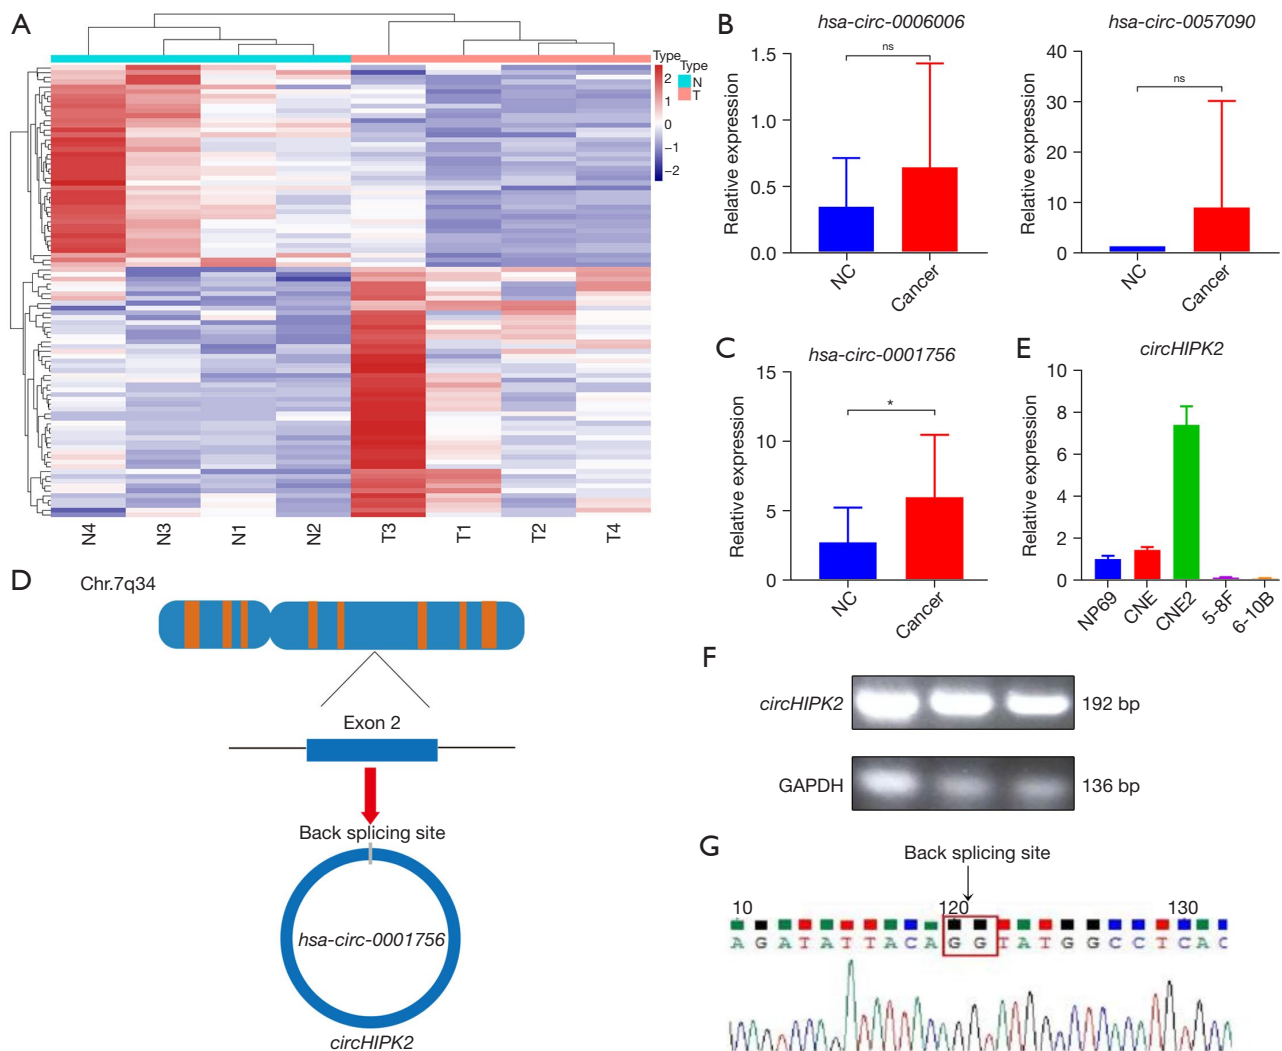 A
Type
2
1
0
−1
−2
Type
N
T
N4
N3
N1
N2
T3
T1
T2
T4
B
hsa-circ-0006006
Relative expression
1.5
1.0
0.5
0.0
ns
NC
Cancer
hsa-circ-0057090
Relative expression
40
30
20
10
0
ns
NC
Cancer
C
hsa-circ-0001756
Relative expression
15
10
5
0
*
NC
Cancer
D
Chr.7q34
Exon 2
Back splicing site
hsa-circ-0001756
circHIPK2
E
circHIPK2
Relative expression
10
8
6
4
2
0
NP69
CNE
CNE2
5-8F
6-10B
F
circHIPK2
192 bp
GAPDH
136 bp
G
Back splicing site
10
120
130
AGATATTACAGGTATGGCCTCAC